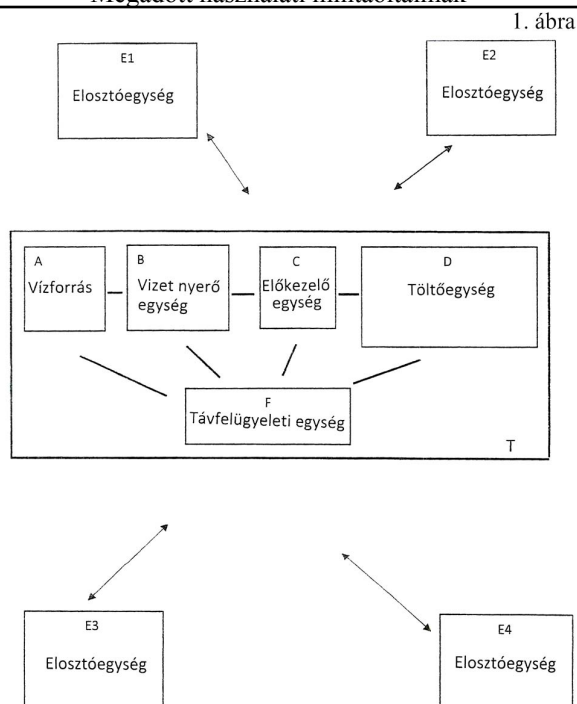 Megadott használati mintaoltalmak
1. ábra
E1
Elosztóegység
E2
Elosztóegység
A
Vízforrás
B
Vizet nyerő
egység
C
Előkezelő
egység
D
Töltőegység
F
Távfelügyeleti egység
T
E3
Elosztóegység
E4
Elosztóegység